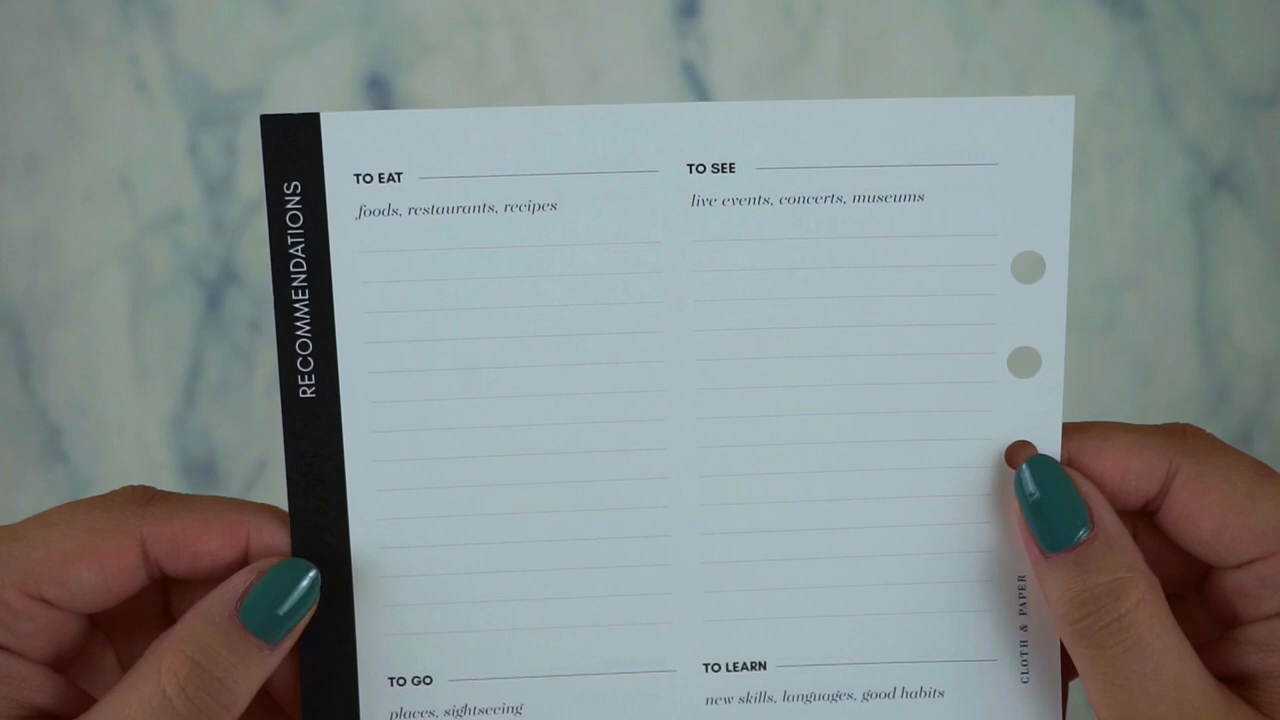 RECOMMENDATIONS
TO EAT
foods, restaurants, recipes
TO SEE
live events, concerts, museums
TO GO
places, sightseeing
TO LEARN
new skills, languages, good habits
CLOTH & PAPER